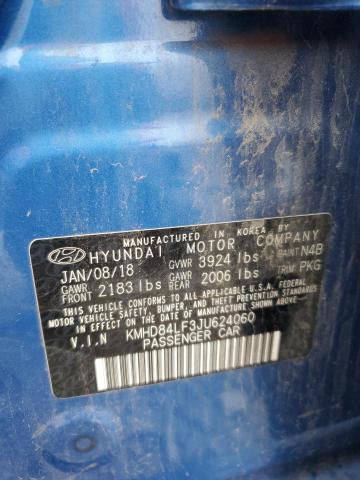 MANUFACTURED IN KOREA BY
HYUNDAI MOTOR COMPANY
JAN/08/18 GVWR 3924 lbs PAINT N4B
GAWR FRONT 2183 lbs GAWR REAR 2006 lbs TRIM PKG
THIS VEHICLE CONFORMS TO ALL APPLICABLE U.S.A. FEDERAL
MOTOR VEHICLE SAFETY, BUMPER, AND THEFT PREVENTION
STANDARDS IN EFFECT ON THE DATE OF MANUFACTURE SHOWN ABOVE.
V.I.N KMHD84LF3JU624060
PASSENGER CAR